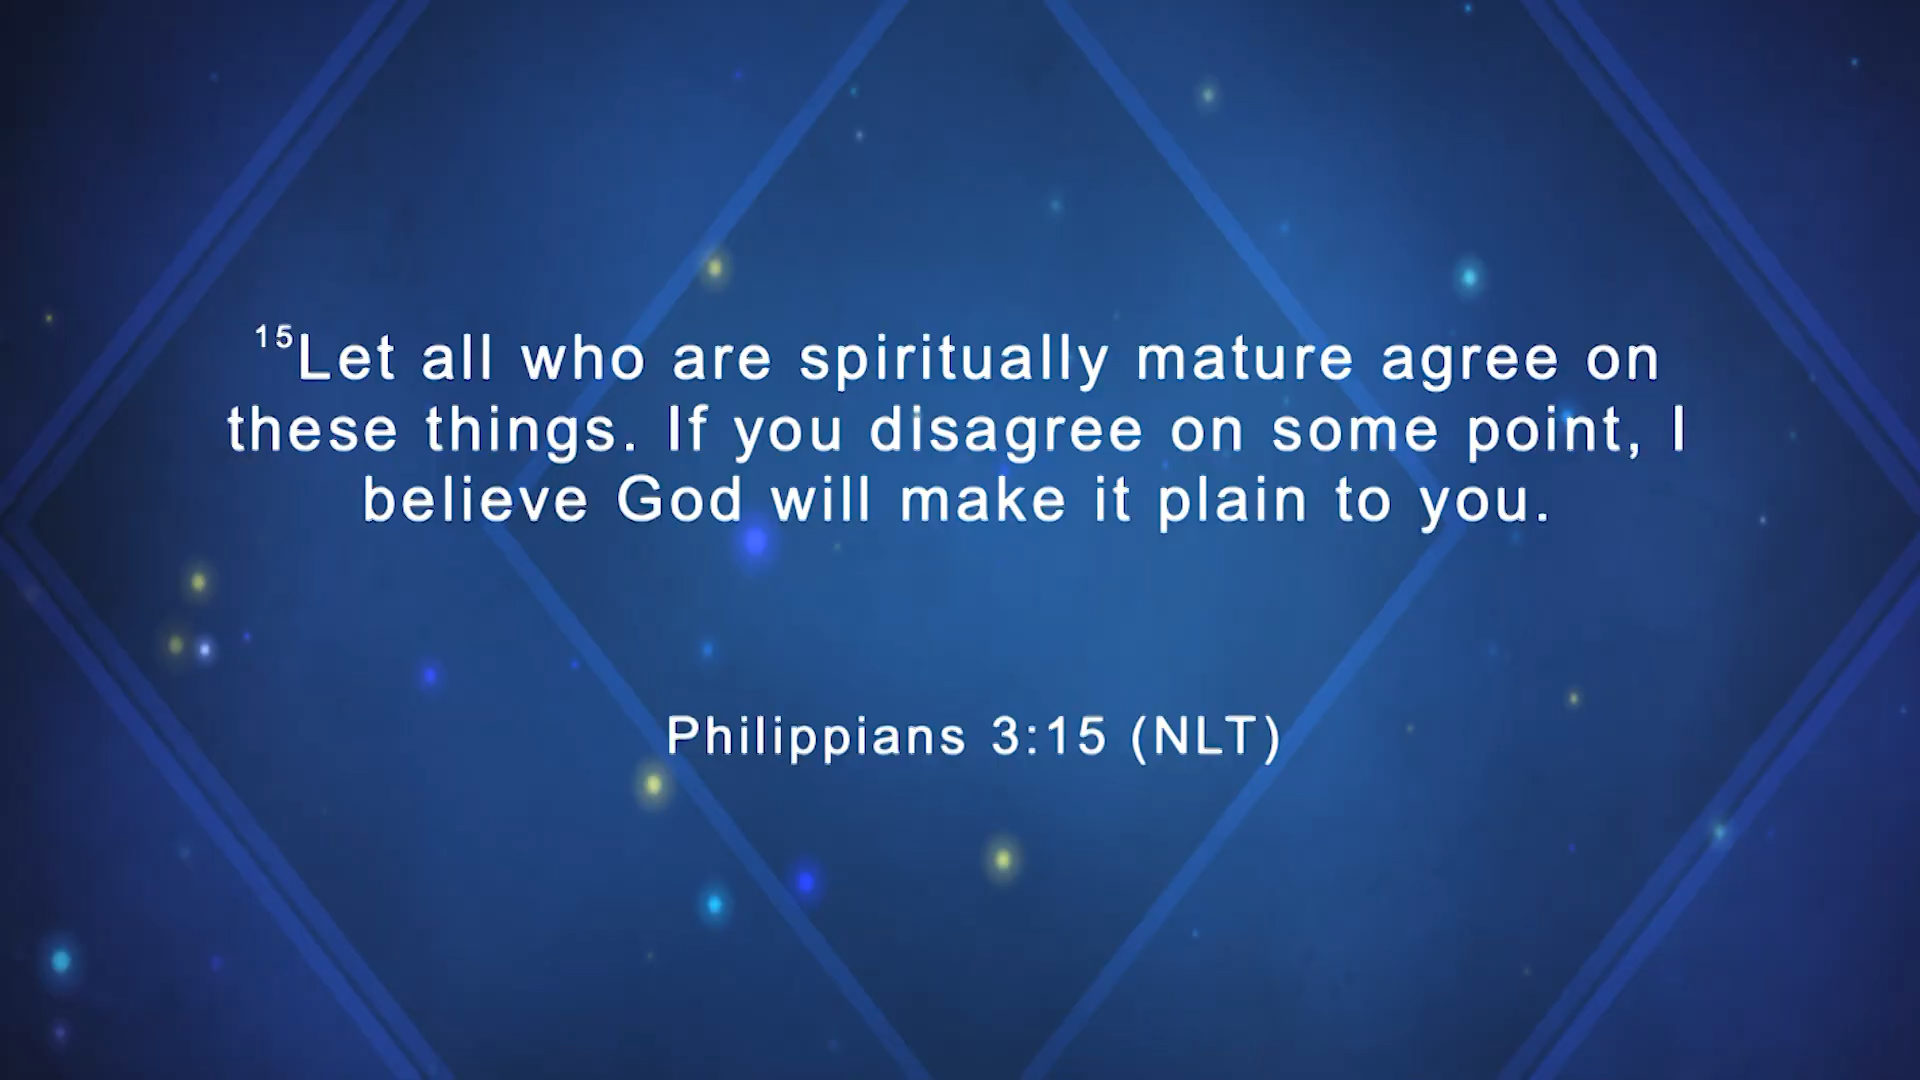 ¹⁵Let all who are spiritually mature agree on
these things. If you disagree on some point, I
believe God will make it plain to you.
Philippians 3:15 (NLT)